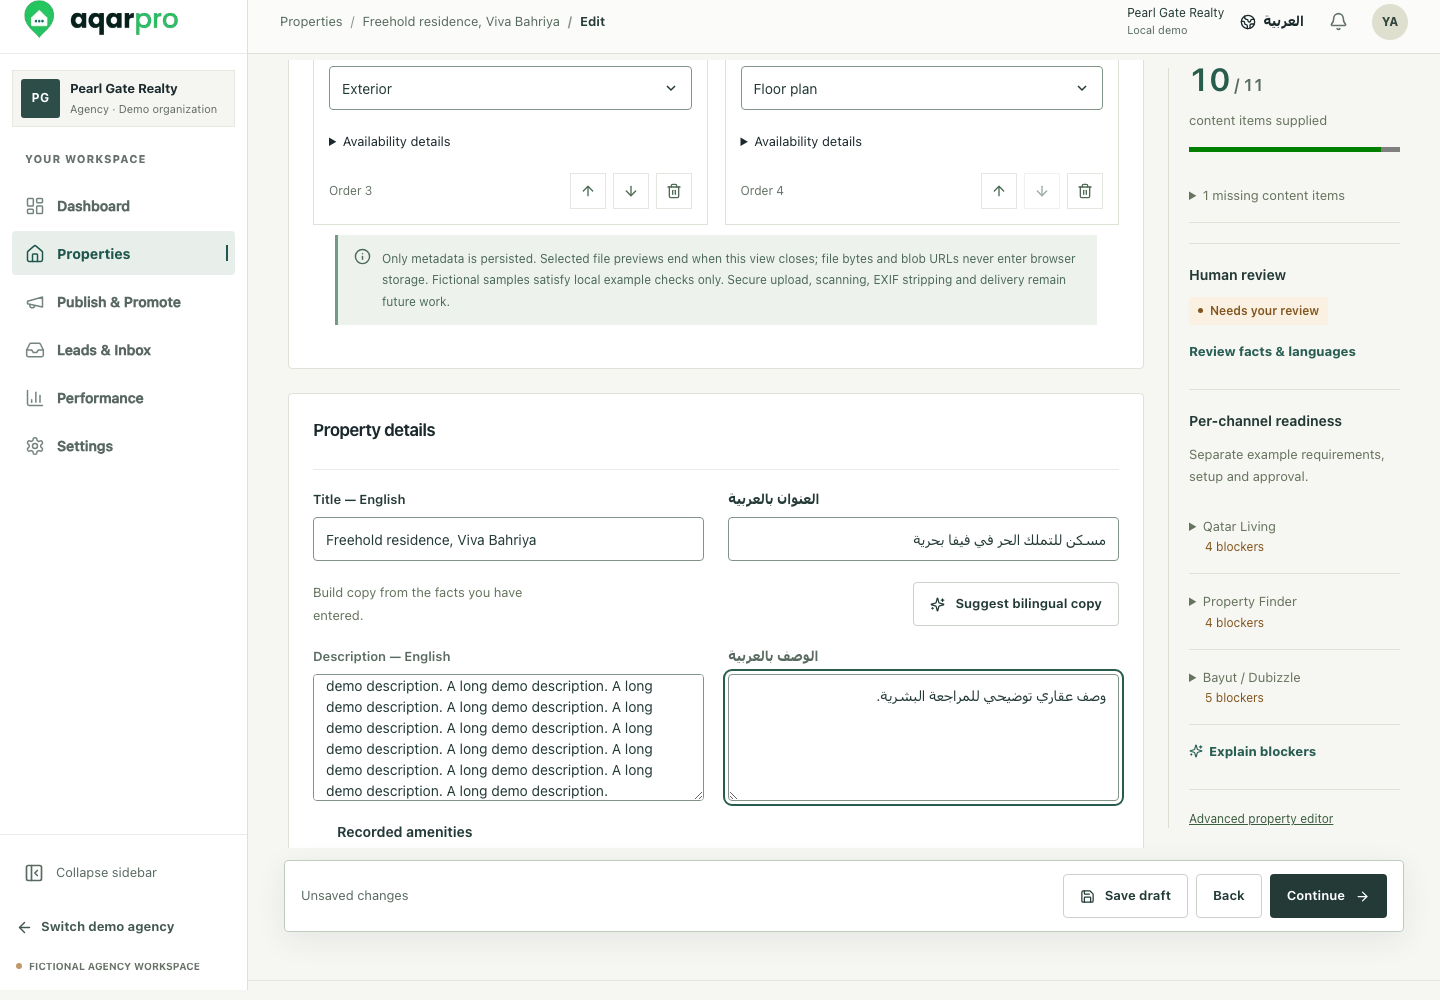 aqarpro
PG
Pearl Gate Realty
Agency · Demo organization
YOUR WORKSPACE
Dashboard
Properties
Publish & Promote
Leads & Inbox
Performance
Settings
Collapse sidebar
Switch demo agency
FICTIONAL AGENCY WORKSPACE
Properties / Freehold residence, Viva Bahriya / Edit
Pearl Gate Realty
Local demo
العربية
YA
Exterior
Availability details
Order 3
Floor plan
Availability details
Order 4
Only metadata is persisted. Selected file previews end when this view closes; file bytes and blob URLs never enter browser
storage. Fictional samples satisfy local example checks only. Secure upload, scanning, EXIF stripping and delivery remain
future work.
Property details
Title — English
العنوان بالعربية
Freehold residence, Viva Bahriya
مسكن للتملك الحر في فيفا بحرية
Build copy from the facts you have
entered.
Suggest bilingual copy
Description — English
الوصف بالعربية
demo description. A long demo description. A long
demo description. A long demo description. A long
demo description. A long demo description. A long
demo description. A long demo description. A long
demo description. A long demo description. A long
demo description. A long demo description.
وصف عقاري توضيحي للمراجعة البشرية.
Recorded amenities
Unsaved changes
Save draft
Back
Continue
10 / 11
content items supplied
1 missing content items
Human review
Needs your review
Review facts & languages
Per-channel readiness
Separate example requirements,
setup and approval.
Qatar Living
4 blockers
Property Finder
4 blockers
Bayut / Dubizzle
5 blockers
Explain blockers
Advanced property editor